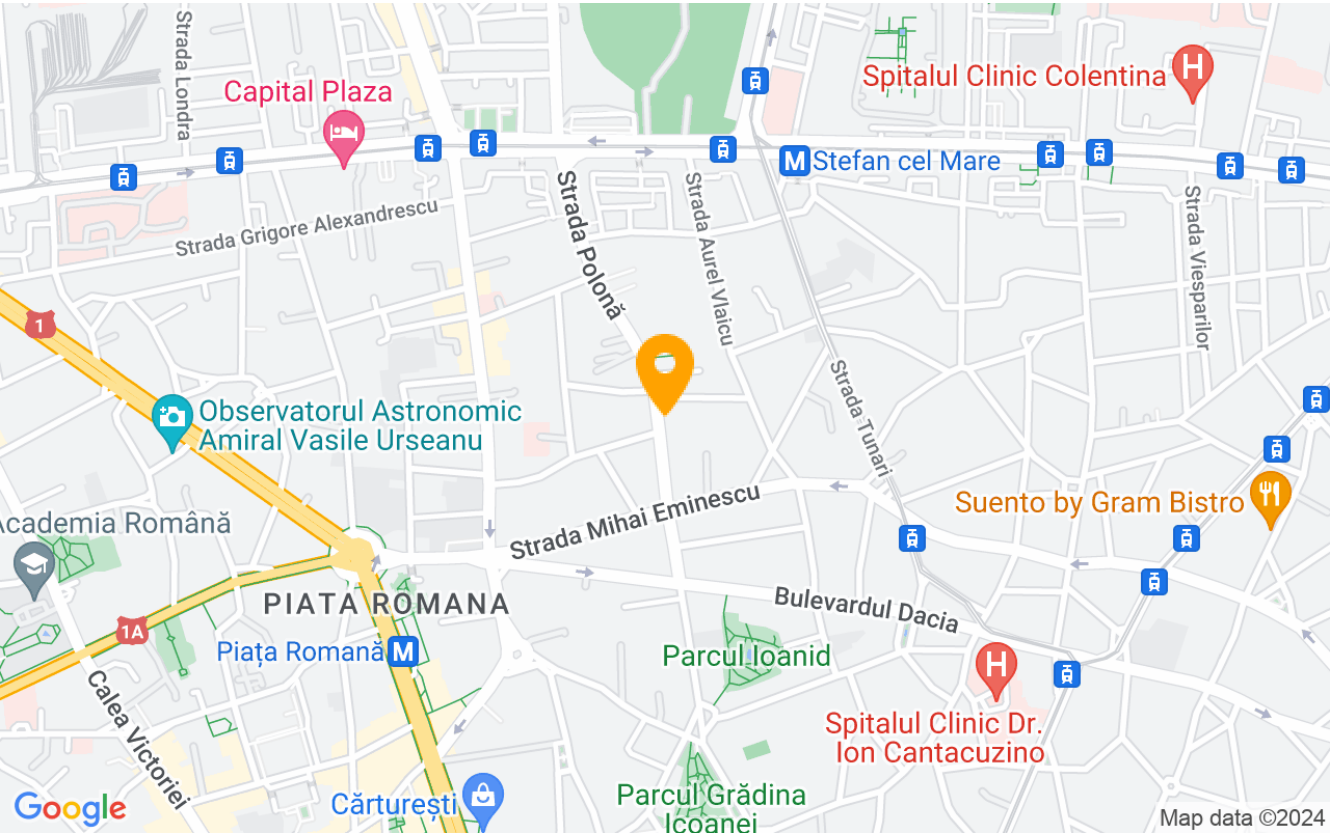 Strada Londra
Capital Plaza
Spitalul Clinic Colentina
H
M Stefan cel Mare
Strada Polonă
Strada Aurel Vlaicu
Strada Viesparilor
Strada Grigore Alexandrescu
1
Strada Tunari
Observatorul Astronomic
Amiral Vasile Urseanu
Strada Mihai Eminescu
Suento by Gram Bistro
Academia Română
PIATA ROMANA
Bulevardul Dacia
1A
Piața Romană M
Parcul Ioanid
H
Calea Victoriei
Spitalul Clinic Dr.
Ion Cantacuzino
Cărturești
Parcul Grădina
Icoanei
Google
Map data ©2024